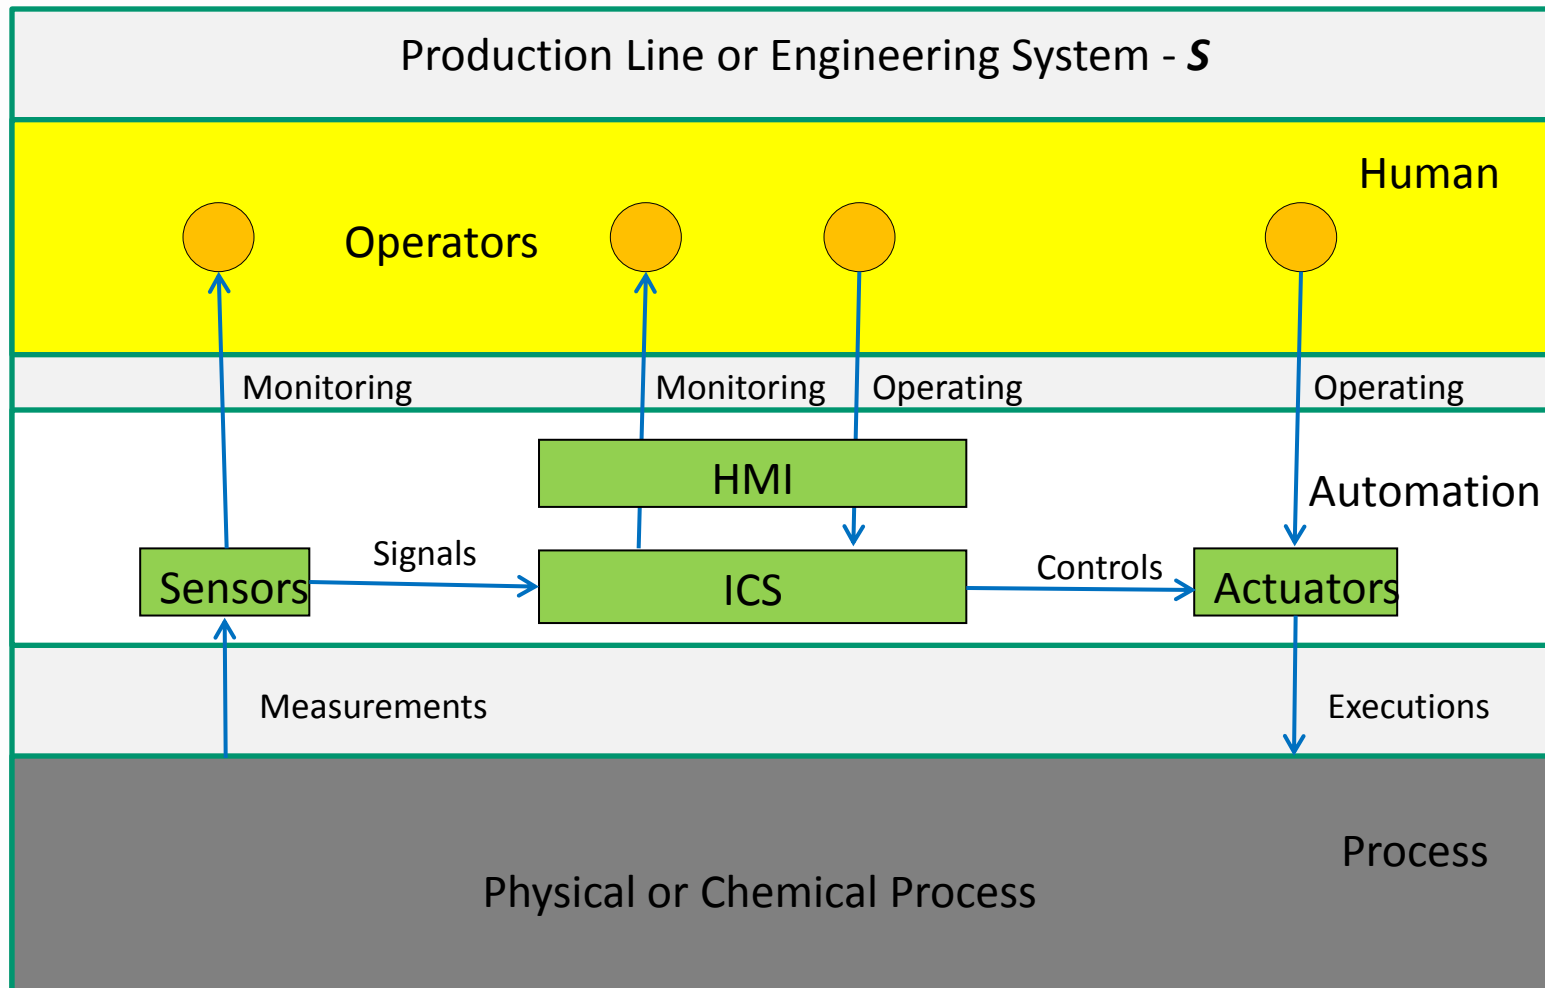 Production Line or Engineering System - S
Human
Operators
Monitoring
Monitoring
Operating
Operating
HMI
Automation
Signals
Controls
Sensors
ICS
Actuators
Measurements
Executions
Process
Physical or Chemical Process